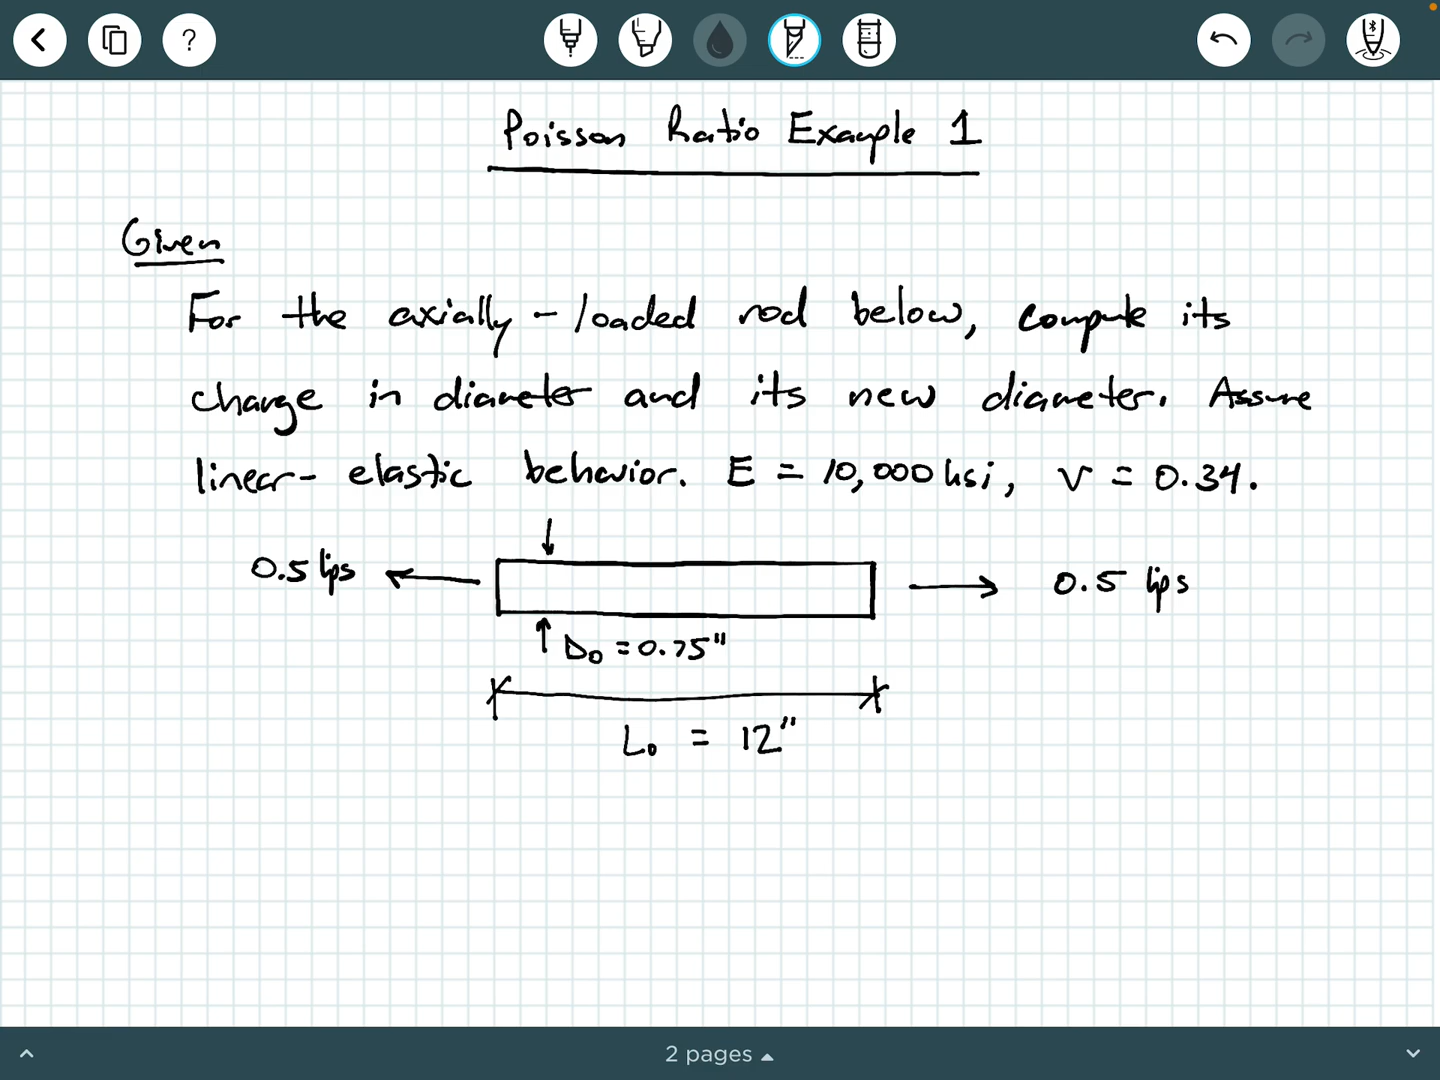 Poisson Ratio Example 1
Given
For the axially-loaded rod below, compute its
change in diameter and its new diameter. Assume
linear-elastic behavior. E = 10,000 ksi, ν = 0.34.
0.5 kips
0.5 kips
D₀ = 0.75"
L₀ = 12"
2 pages